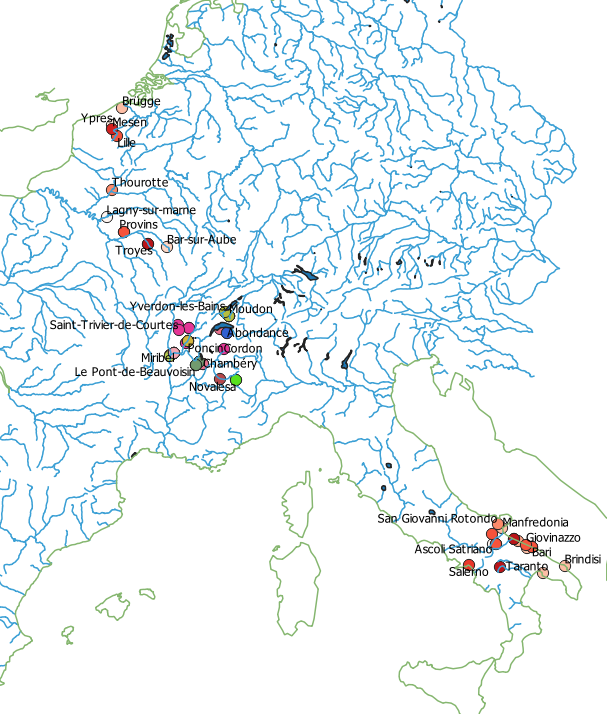 Brugge
Ypres
Mesen
Lille
Thourotte
Lagny-sur-marne
Provins
Troyes
Bar-sur-Aube
Yverdon-les-Bains
Moudon
Saint-Trivier-de-Courtes
Abondance
Poncin
Cordon
Miribel
Chambéry
Le Pont-de-Beauvoisin
Novalesa
San Giovanni Rotondo
Manfredonia
Giovinazzo
Ascoli Satriano
Bari
Brindisi
Salerno
Taranto